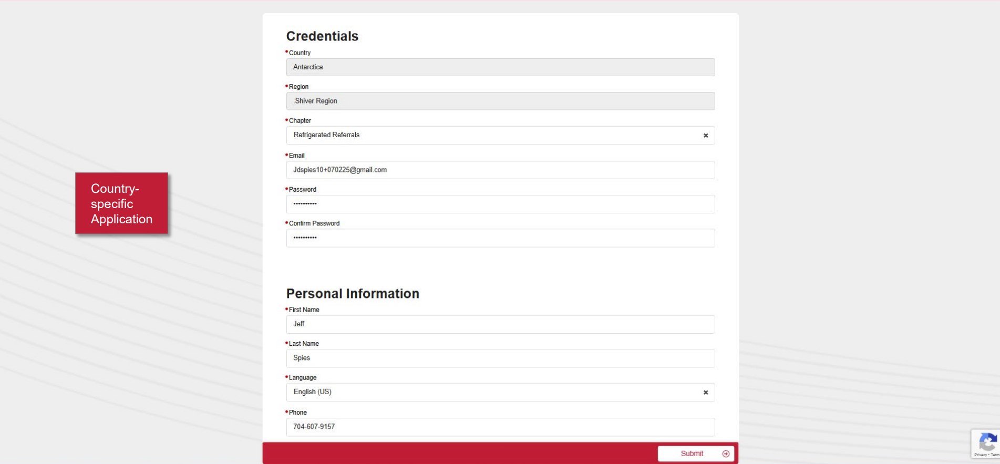 Credentials
Country
Antarctica
Region
.Shiver Region
Chapter
Refrigerated Referrals
Email
Jdspies10+070225@gmail.com
Password
••••••••••
Confirm Password
••••••••••
Country-
specific
Application
Personal Information
First Name
Jeff
Last Name
Spies
Language
English (US)
Phone
704-607-9157
Submit
Privacy - Term